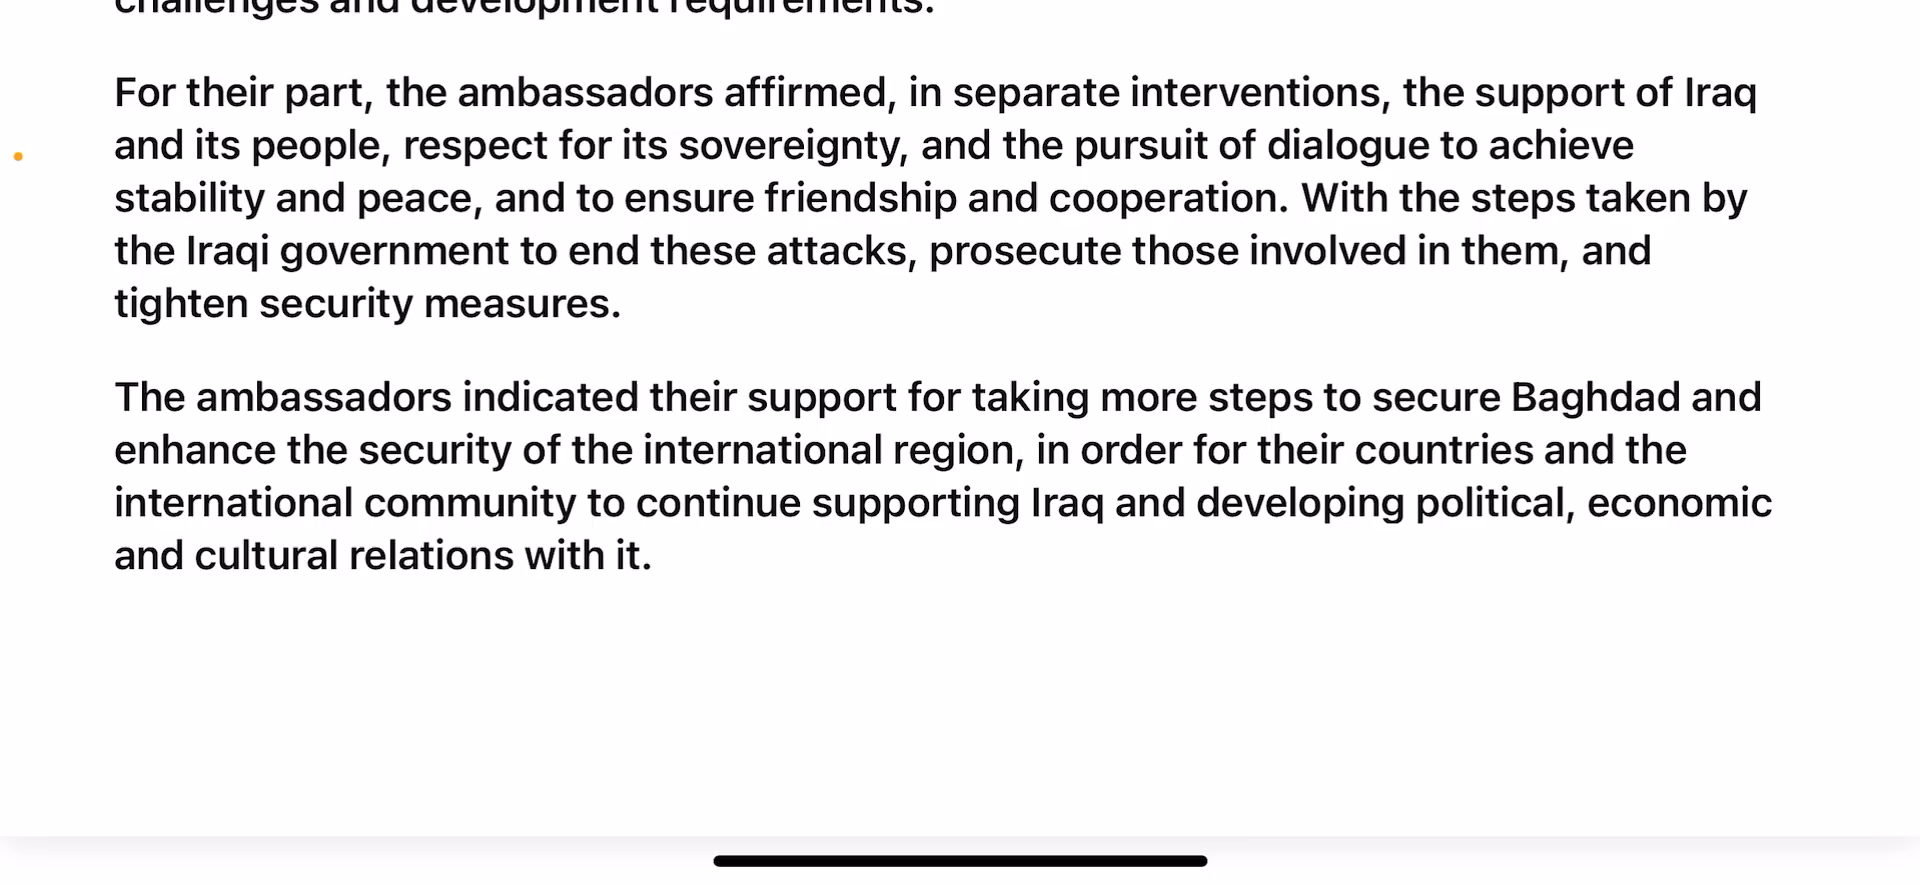 challenges and development requirements.
For their part, the ambassadors affirmed, in separate interventions, the support of Iraq
and its people, respect for its sovereignty, and the pursuit of dialogue to achieve
stability and peace, and to ensure friendship and cooperation. With the steps taken by
the Iraqi government to end these attacks, prosecute those involved in them, and
tighten security measures.
The ambassadors indicated their support for taking more steps to secure Baghdad and
enhance the security of the international region, in order for their countries and the
international community to continue supporting Iraq and developing political, economic
and cultural relations with it.